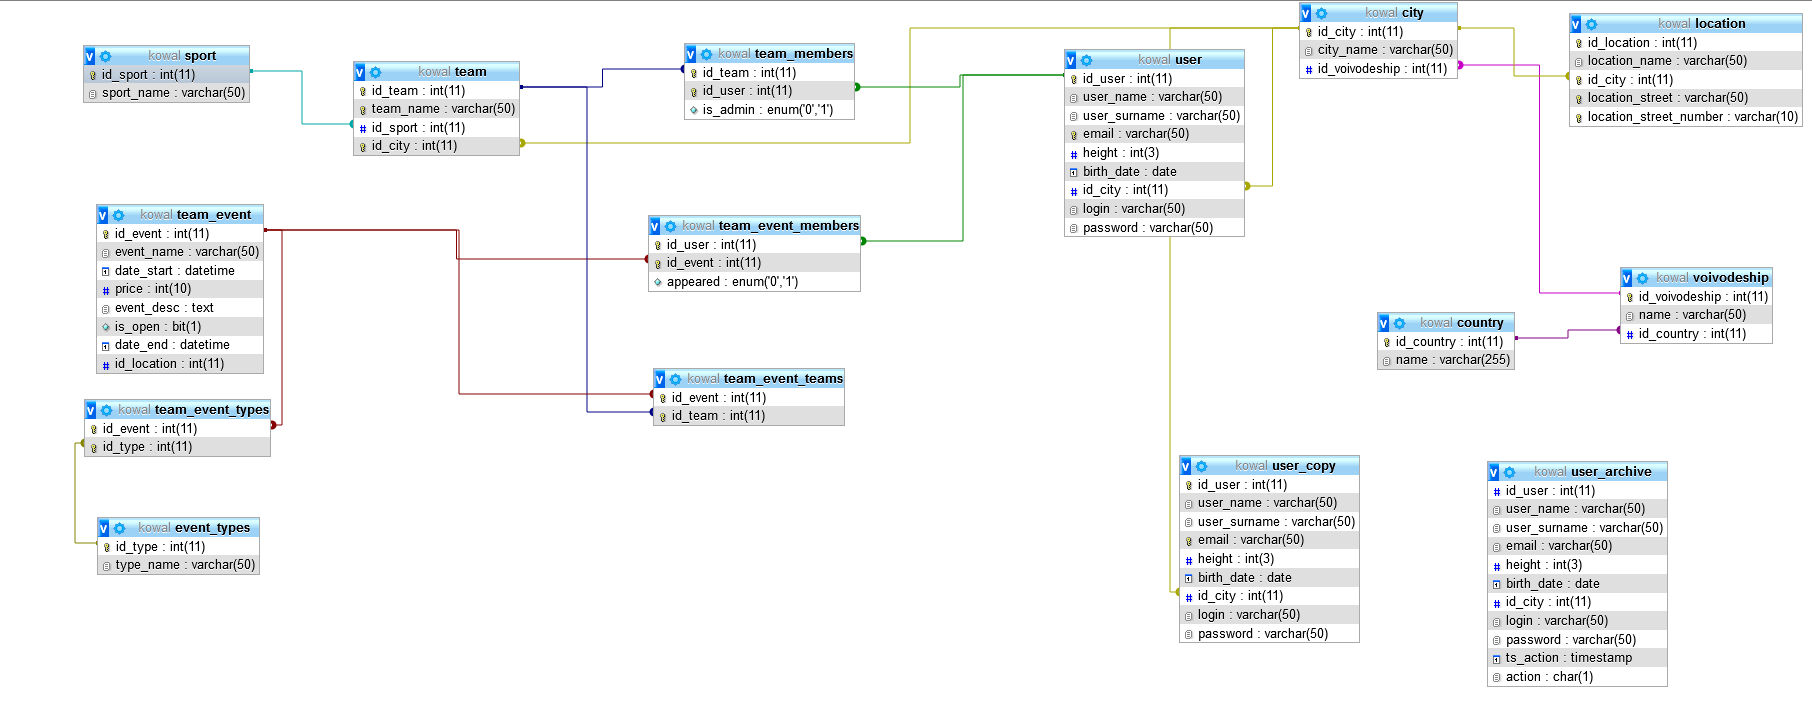 kowal sport
id_sport : int(11)
sport_name : varchar(50)
kowal team
id_team : int(11)
team_name : varchar(50)
id_sport : int(11)
id_city : int(11)
kowal team_members
id_team : int(11)
id_user : int(11)
is_admin : enum('0','1')
kowal user
id_user : int(11)
user_name : varchar(50)
user_surname : varchar(50)
email : varchar(50)
height : int(3)
birth_date : date
id_city : int(11)
login : varchar(50)
password : varchar(50)
kowal city
id_city : int(11)
city_name : varchar(50)
id_voivodeship : int(11)
kowal location
id_location : int(11)
location_name : varchar(50)
id_city : int(11)
location_street : varchar(50)
location_street_number : varchar(10)
kowal team_event
id_event : int(11)
event_name : varchar(50)
date_start : datetime
price : int(10)
event_desc : text
is_open : bit(1)
date_end : datetime
id_location : int(11)
kowal team_event_members
id_user : int(11)
id_event : int(11)
appeared : enum('0','1')
kowal voivodeship
id_voivodeship : int(11)
name : varchar(50)
id_country : int(11)
kowal country
id_country : int(11)
name : varchar(255)
kowal team_event_teams
id_event : int(11)
id_team : int(11)
kowal team_event_types
id_event : int(11)
id_type : int(11)
kowal event_types
id_type : int(11)
type_name : varchar(50)
kowal user_copy
id_user : int(11)
user_name : varchar(50)
user_surname : varchar(50)
email : varchar(50)
height : int(3)
birth_date : date
id_city : int(11)
login : varchar(50)
password : varchar(50)
kowal user_archive
id_user : int(11)
user_name : varchar(50)
user_surname : varchar(50)
email : varchar(50)
height : int(3)
birth_date : date
id_city : int(11)
login : varchar(50)
password : varchar(50)
ts_action : timestamp
action : char(1)